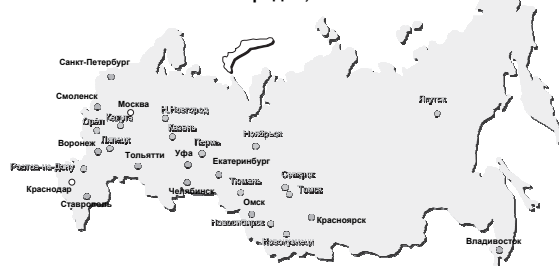 Санкт-Петербург
Смоленск
Москва
Н.Новгород
Якутск
Орёл
Калуга
Казань
Ноябрьск
Воронеж
Липецк
Пермь
Тольятти
Уфа
Екатеринбург
Ростов-на-Дону
Краснодар
Челябинск
Тюмень
Северск
Томск
Ставрополь
Омск
Новосибирск
Красноярск
Новокузнецк
Владивосток